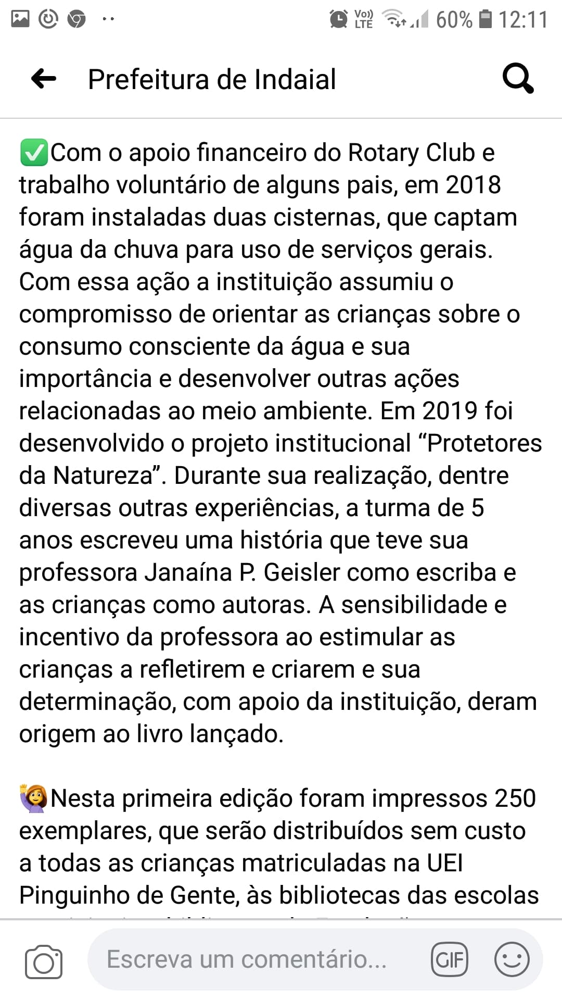 Vo)) LTE 60% 12:11
Prefeitura de Indaial
✅Com o apoio financeiro do Rotary Club e
trabalho voluntário de alguns pais, em 2018
foram instaladas duas cisternas, que captam
água da chuva para uso de serviços gerais.
Com essa ação a instituição assumiu o
compromisso de orientar as crianças sobre o
consumo consciente da água e sua
importância e desenvolver outras ações
relacionadas ao meio ambiente. Em 2019 foi
desenvolvido o projeto institucional “Protetores
da Natureza”. Durante sua realização, dentre
diversas outras experiências, a turma de 5
anos escreveu uma história que teve sua
professora Janaína P. Geisler como escriba e
as crianças como autoras. A sensibilidade e
incentivo da professora ao estimular as
crianças a refletirem e criarem e sua
determinação, com apoio da instituição, deram
origem ao livro lançado.
🙋‍♀️Nesta primeira edição foram impressos 250
exemplares, que serão distribuídos sem custo
a todas as crianças matriculadas na UEI
Pinguinho de Gente, às bibliotecas das escolas
Escreva um comentário... GIF